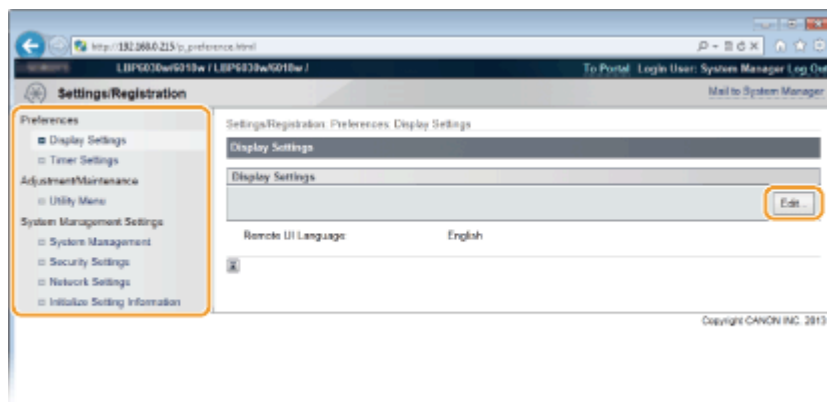 http://192.168.0.215/p_preference.html
LBP6030w/6018w / LBP6030w/6018w /
To Portal Login User: System Manager Log Out
Settings/Registration
Mail to System Manager
Preferences
Display Settings
Timer Settings
Adjustment/Maintenance
Utility Menu
System Management Settings
System Management
Security Settings
Network Settings
Initialize Setting Information
Settings/Registration: Preferences: Display Settings
Display Settings
Display Settings
Edit...
Remote UI Language: English
Copyright CANON INC. 2013